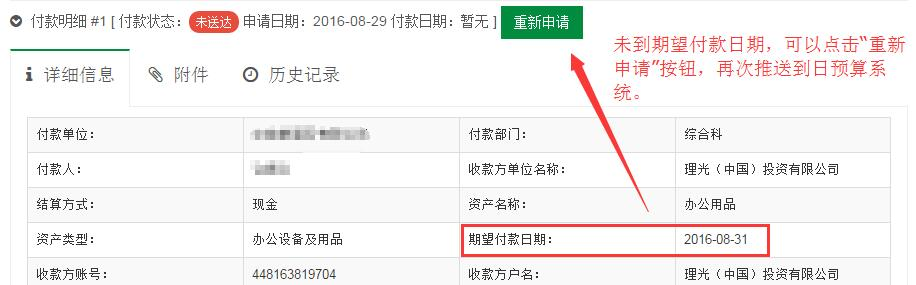 付款明细 #1 [ 付款状态： 未送达 申请日期：2016-08-29 付款日期：暂无 ] 重新申请
未到期望付款日期，可以点击“重新
申请”按钮，再次推送到日预算系
统。
详细信息 附件 历史记录
付款单位： 付款部门： 综合科
付款人： 收款方单位名称： 理光（中国）投资有限公司
结算方式： 现金 资产名称： 办公用品
资产类型： 办公设备及用品 期望付款日期： 2016-08-31
收款方账号： 448163819704 收款方户名： 理光（中国）投资有限公司